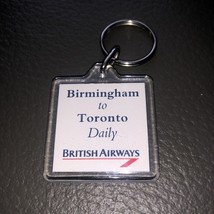 Birmingham
to
Toronto
Daily
BRITISH AIRWAYS